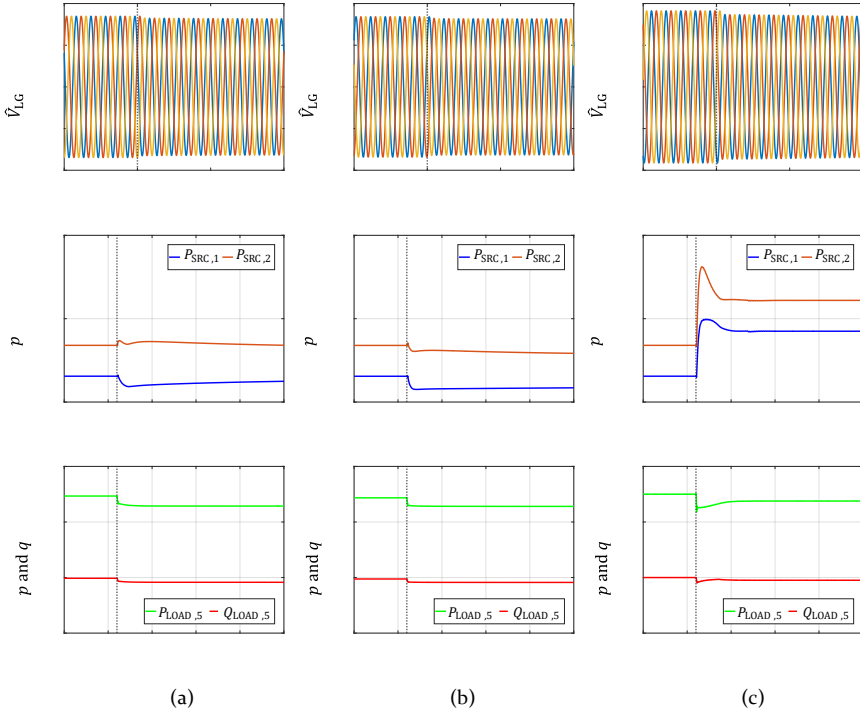 V̂LG
V̂LG
V̂LG
p
PSRC,1 PSRC,2
p
PSRC,1 PSRC,2
p
PSRC,1 PSRC,2
p and q
PLOAD,5 QLOAD,5
p and q
PLOAD,5 QLOAD,5
p and q
PLOAD,5 QLOAD,5
(a)
(b)
(c)